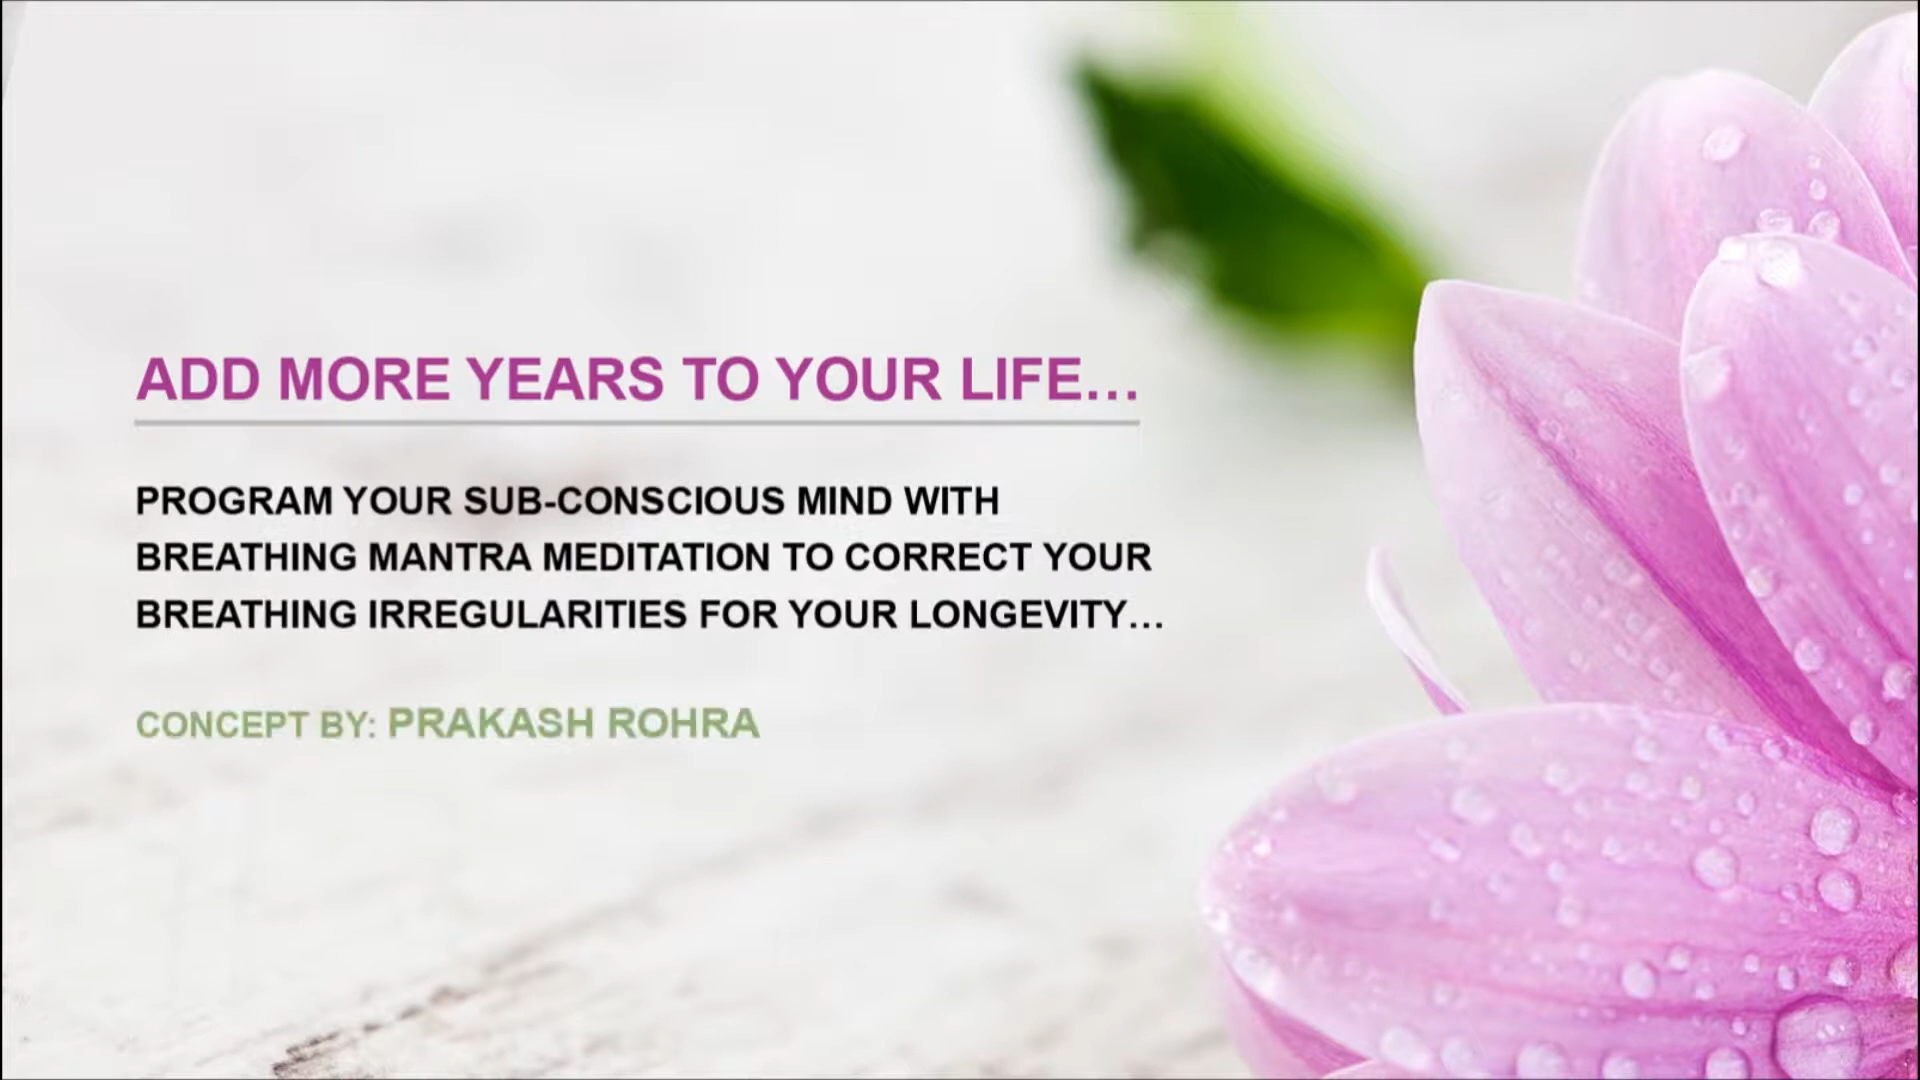 ADD MORE YEARS TO YOUR LIFE...
PROGRAM YOUR SUB-CONSCIOUS MIND WITH
BREATHING MANTRA MEDITATION TO CORRECT YOUR
BREATHING IRREGULARITIES FOR YOUR LONGEVITY...
CONCEPT BY: PRAKASH ROHRA